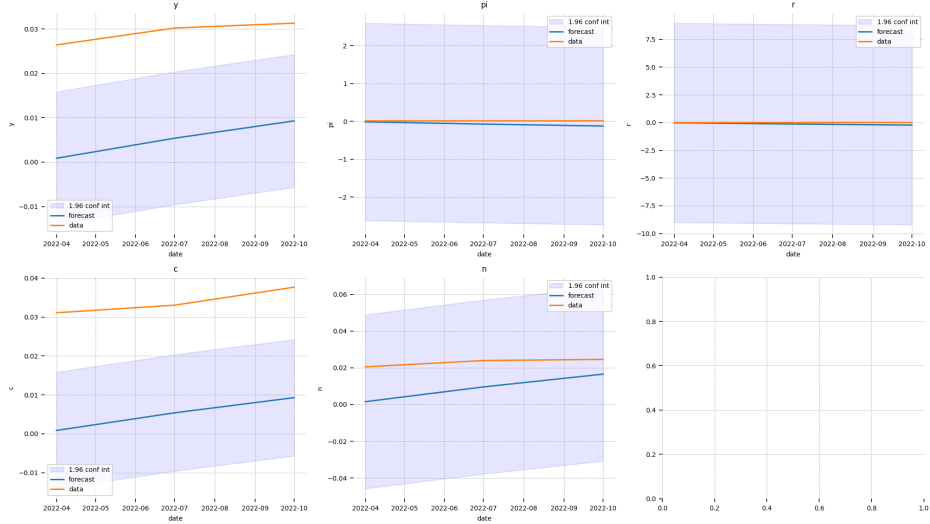 y
0.03
0.02
0.01
0.00
−0.01
y
1.96 conf int
forecast
data
2022-04 2022-05 2022-06 2022-07 2022-08 2022-09 2022-10
date
pi
2
1
0
−1
−2
pi
1.96 conf int
forecast
data
2022-04 2022-05 2022-06 2022-07 2022-08 2022-09 2022-10
date
r
7.5
5.0
2.5
0.0
−2.5
−5.0
−7.5
−10.0
r
1.96 conf int
forecast
data
2022-04 2022-05 2022-06 2022-07 2022-08 2022-09 2022-10
date
c
0.04
0.03
0.02
0.01
0.00
−0.01
c
1.96 conf int
forecast
data
2022-04 2022-05 2022-06 2022-07 2022-08 2022-09 2022-10
date
n
0.06
0.04
0.02
0.00
−0.02
−0.04
n
1.96 conf int
forecast
data
2022-04 2022-05 2022-06 2022-07 2022-08 2022-09 2022-10
date
1.0
0.8
0.6
0.4
0.2
0.0
0.0 0.2 0.4 0.6 0.8 1.0